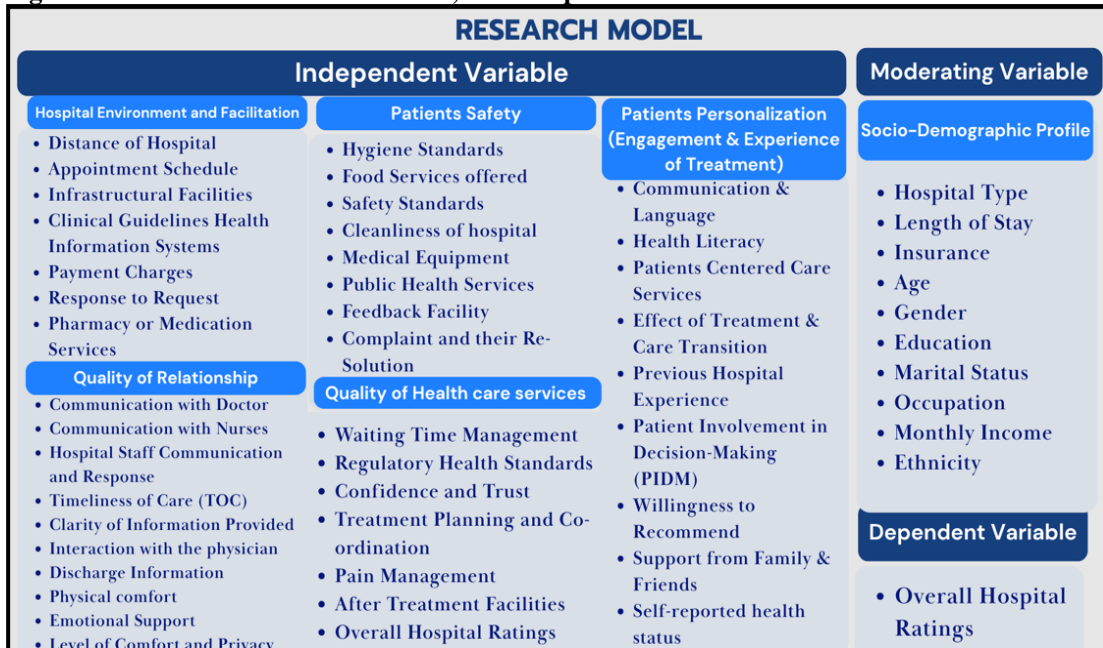 RESEARCH MODEL
Independent Variable
Hospital Environment and Facilitation
• Distance of Hospital
• Appointment Schedule
• Infrastructural Facilities
• Clinical Guidelines Health
Information Systems
• Payment Charges
• Response to Request
• Pharmacy or Medication
Services
Quality of Relationship
• Communication with Doctor
• Communication with Nurses
• Hospital Staff Communication
and Response
• Timeliness of Care (TOC)
• Clarity of Information Provided
• Interaction with the physician
• Discharge Information
• Physical comfort
• Emotional Support
• Level of Comfort and Privacy
Patients Safety
• Hygiene Standards
• Food Services offered
• Safety Standards
• Cleanliness of hospital
• Medical Equipment
• Public Health Services
• Feedback Facility
• Complaint and their Re-
Solution
Quality of Health care services
• Waiting Time Management
• Regulatory Health Standards
• Confidence and Trust
• Treatment Planning and Co-
ordination
• Pain Management
• After Treatment Facilities
• Overall Hospital Ratings
Patients Personalization
(Engagement & Experience
of Treatment)
• Communication &
Language
• Health Literacy
• Patients Centered Care
Services
• Effect of Treatment &
Care Transition
• Previous Hospital
Experience
• Patient Involvement in
Decision-Making
(PIDM)
• Willingness to
Recommend
• Support from Family &
Friends
• Self-reported health
status
Moderating Variable
Socio-Demographic Profile
• Hospital Type
• Length of Stay
• Insurance
• Age
• Gender
• Education
• Marital Status
• Occupation
• Monthly Income
• Ethnicity
Dependent Variable
• Overall Hospital
Ratings